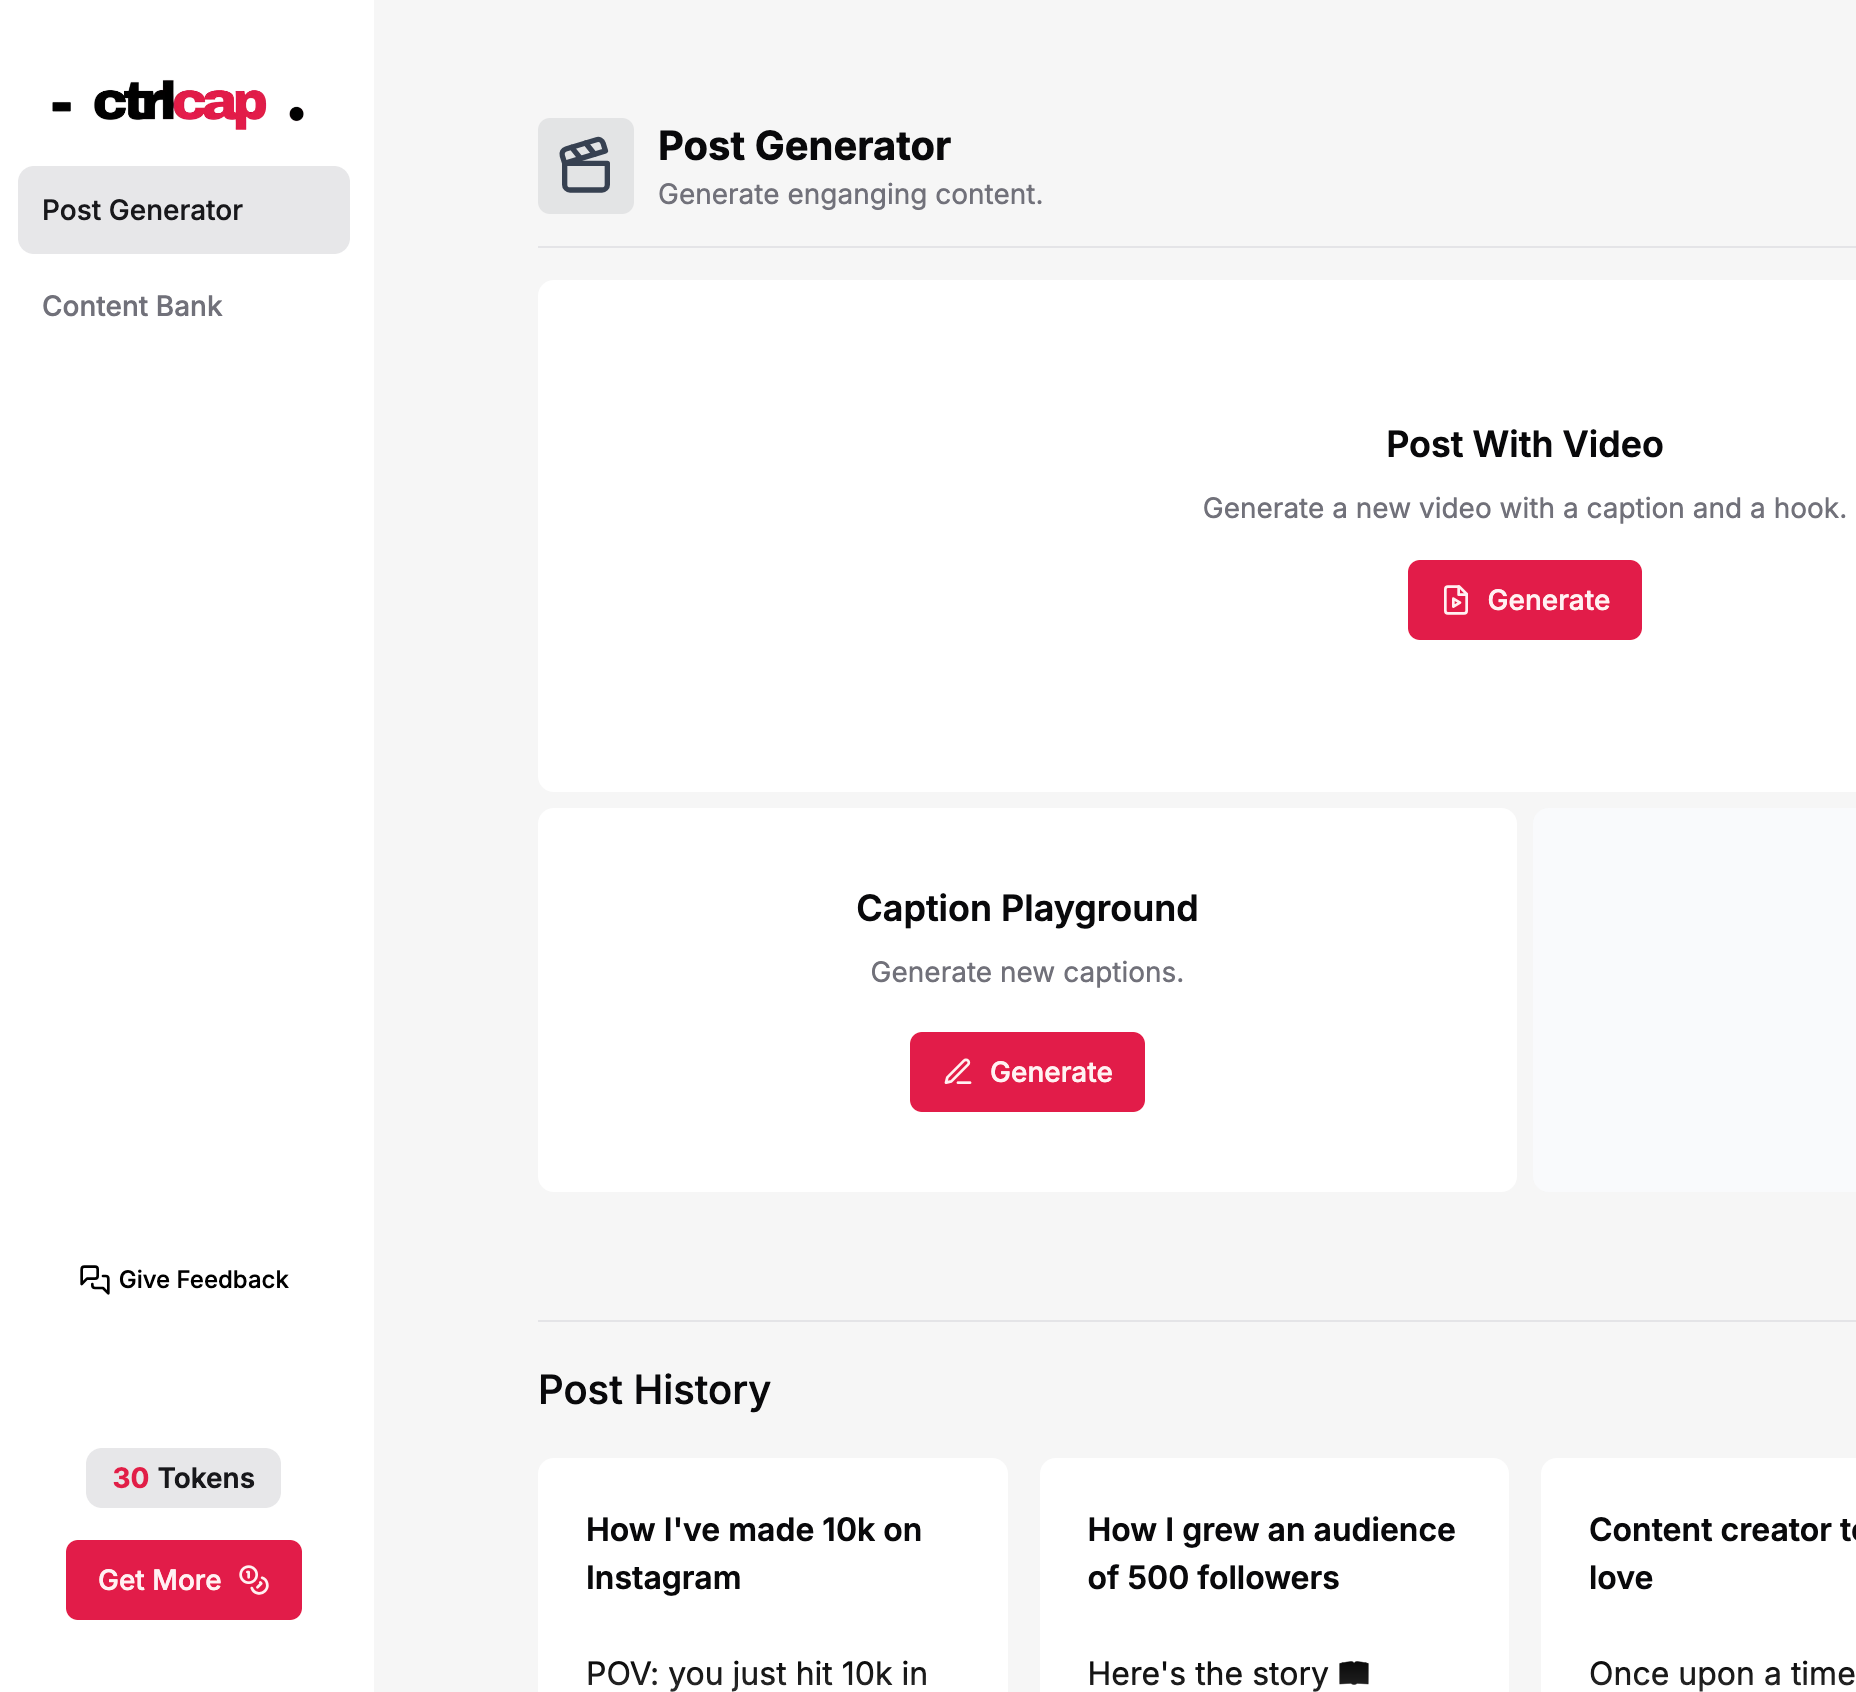 - ctrlcap .
Post Generator
Content Bank
Give Feedback
30 Tokens
Get More
Post Generator
Generate enganging content.
Post With Video
Generate a new video with a caption and a hook.
Generate
Caption Playground
Generate new captions.
Generate
Post History
How I've made 10k on
Instagram
POV: you just hit 10k in
How I grew an audience
of 500 followers
Here's the story
Content creator
love
Once upon a time